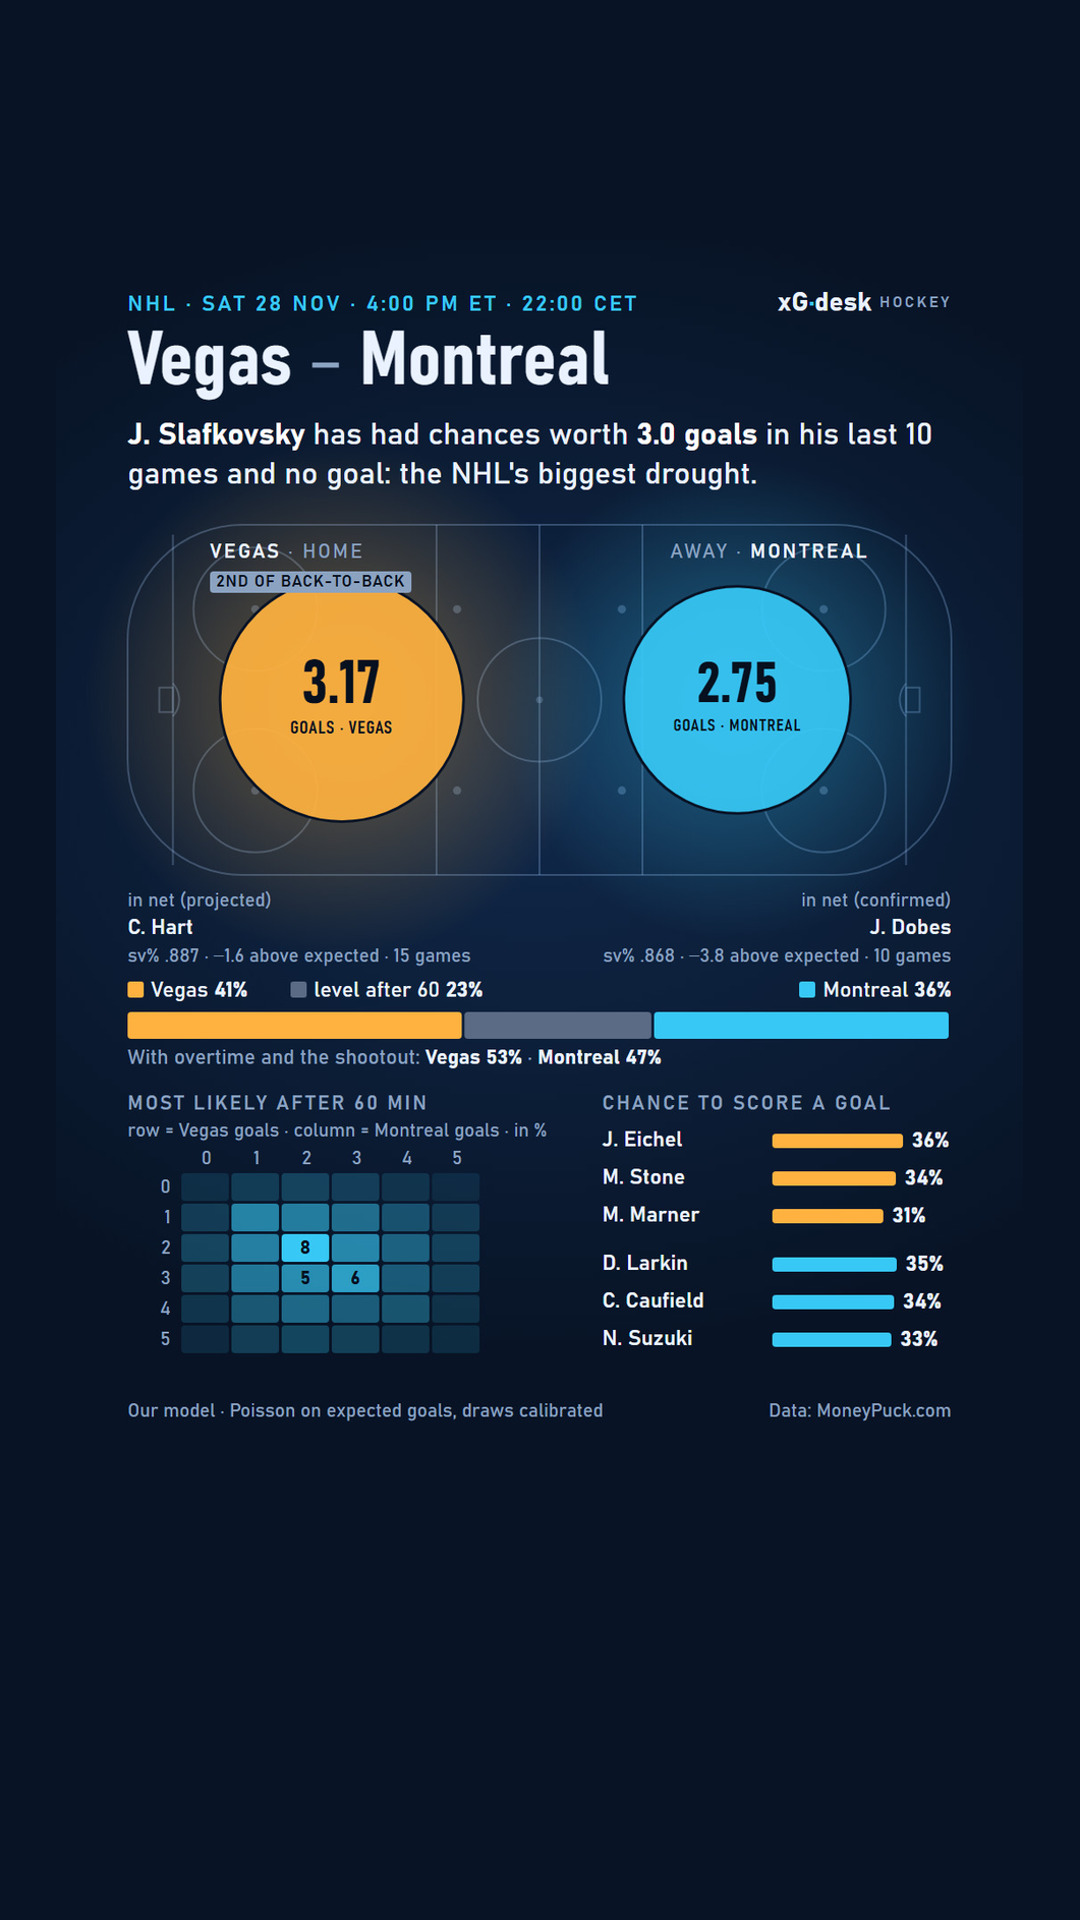 NHL · SAT 28 NOV · 4:00 PM ET · 22:00 CET
xG·desk HOCKEY
Vegas – Montreal
J. Slafkovsky has had chances worth 3.0 goals in his last 10
games and no goal: the NHL's biggest drought.
VEGAS · HOME
AWAY · MONTREAL
2ND OF BACK-TO-BACK
3.17
GOALS · VEGAS
2.75
GOALS · MONTREAL
in net (projected)
C. Hart
sv% .887 · −1.6 above expected · 15 games
in net (confirmed)
J. Dobes
sv% .868 · −3.8 above expected · 10 games
Vegas 41%
level after 60 23%
Montreal 36%
With overtime and the shootout: Vegas 53% · Montreal 47%
MOST LIKELY AFTER 60 MIN
row = Vegas goals · column = Montreal goals · in %
0 1 2 3 4 5
0
1
2 8
3 5 6
4
5
CHANCE TO SCORE A GOAL
J. Eichel 36%
M. Stone 34%
M. Marner 31%
D. Larkin 35%
C. Caufield 34%
N. Suzuki 33%
Our model · Poisson on expected goals, draws calibrated
Data: MoneyPuck.com